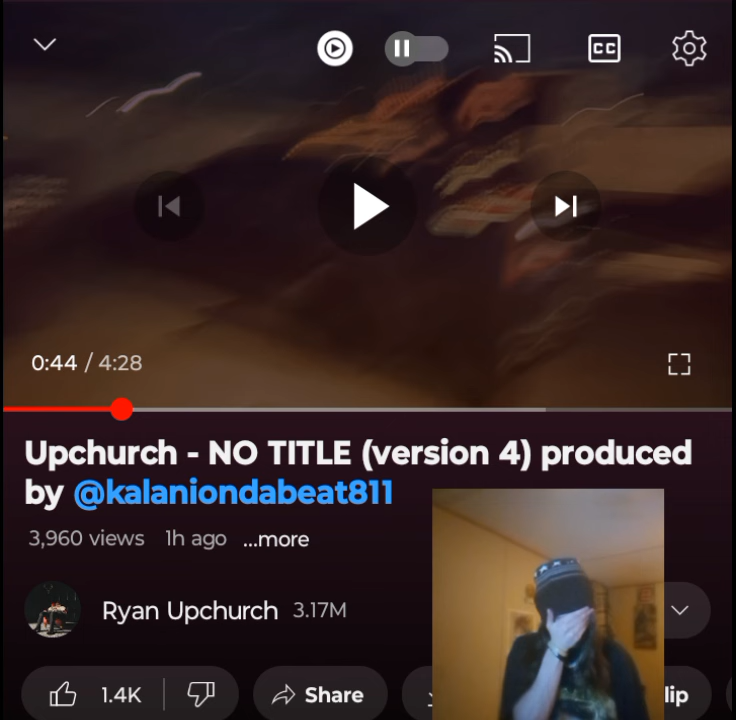 CC
0:44 / 4:28
Upchurch - NO TITLE (version 4) produced
by @kalaniondabeat811
3,960 views 1h ago ...more
Ryan Upchurch 3.17M
1.4K Share lip